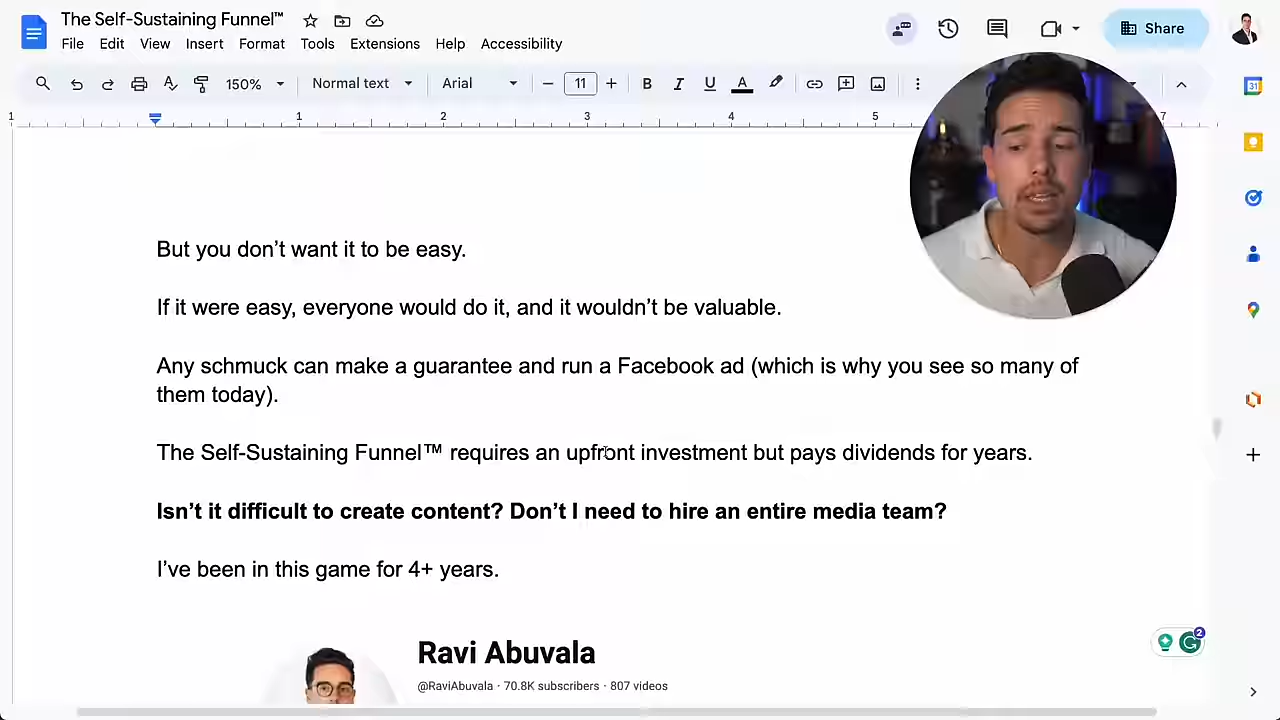 The Self-Sustaining Funnel™
File Edit View Insert Format Tools Extensions Help Accessibility
Share
150% Normal text Arial 11 B I U A
31
1 1 2 3 4 5 7
But you don’t want it to be easy.
If it were easy, everyone would do it, and it wouldn’t be valuable.
Any schmuck can make a guarantee and run a Facebook ad (which is why you see so many of
them today).
The Self-Sustaining Funnel™ requires an upfront investment but pays dividends for years.
Isn’t it difficult to create content? Don’t I need to hire an entire media team?
I’ve been in this game for 4+ years.
2
Ravi Abuvala
@RaviAbuvala · 70.8K subscribers · 807 videos